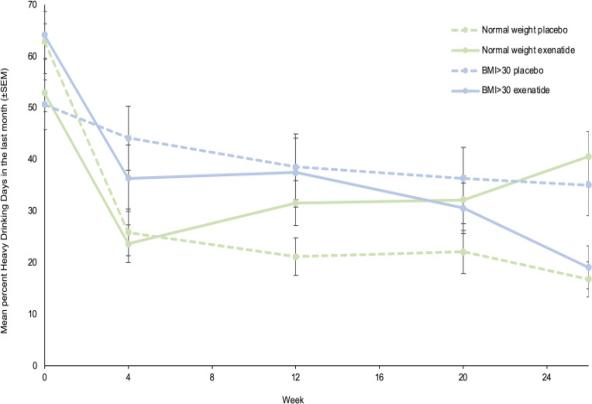 Mean percent Heavy Drinking Days in the last month (±SEM)
70
60
50
40
30
20
10
0
0 4 8 12 16 20 24
Week
Normal weight placebo
Normal weight exenatide
BMI>30 placebo
BMI>30 exenatide